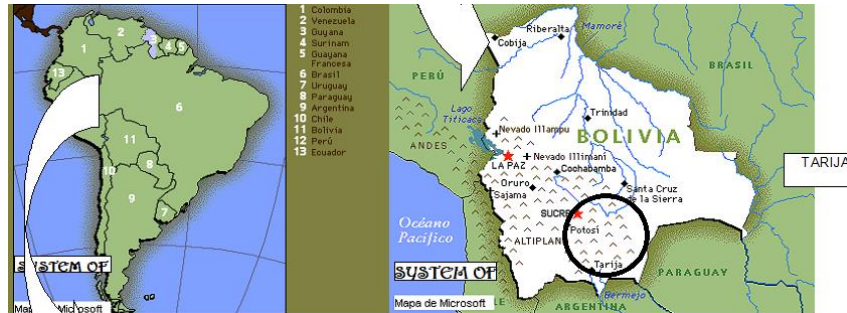 1 Colombia
2 Venezuela
3 Guyana
4 Surinam
5 Guayana
Francesa
6 Brasil
7 Uruguay
8 Paraguay
9 Argentina
10 Chile
11 Bolivia
12 Perú
13 Ecuador
1
2
3
4
5
13
6
11
8
10
9
7
SYSTEM OF
Microsoft
Cobija
Riberalta
Mamoré
PERÚ
BRASIL
Lago
Titicaca
Trinidad
Nevado Illampu
BOLIVIA
ANDES
LA PAZ
Nevado Illimani
Cochabamba
TARIJA
Oruro
Santa Cruz
de la Sierra
Sajama
SUCRE
Océano
Pacífico
Potosí
ALTIPLAN
Tarija
PARAGUAY
SYSTEM OF
Bermejo
Mapa de Microsoft
ARGENTINA